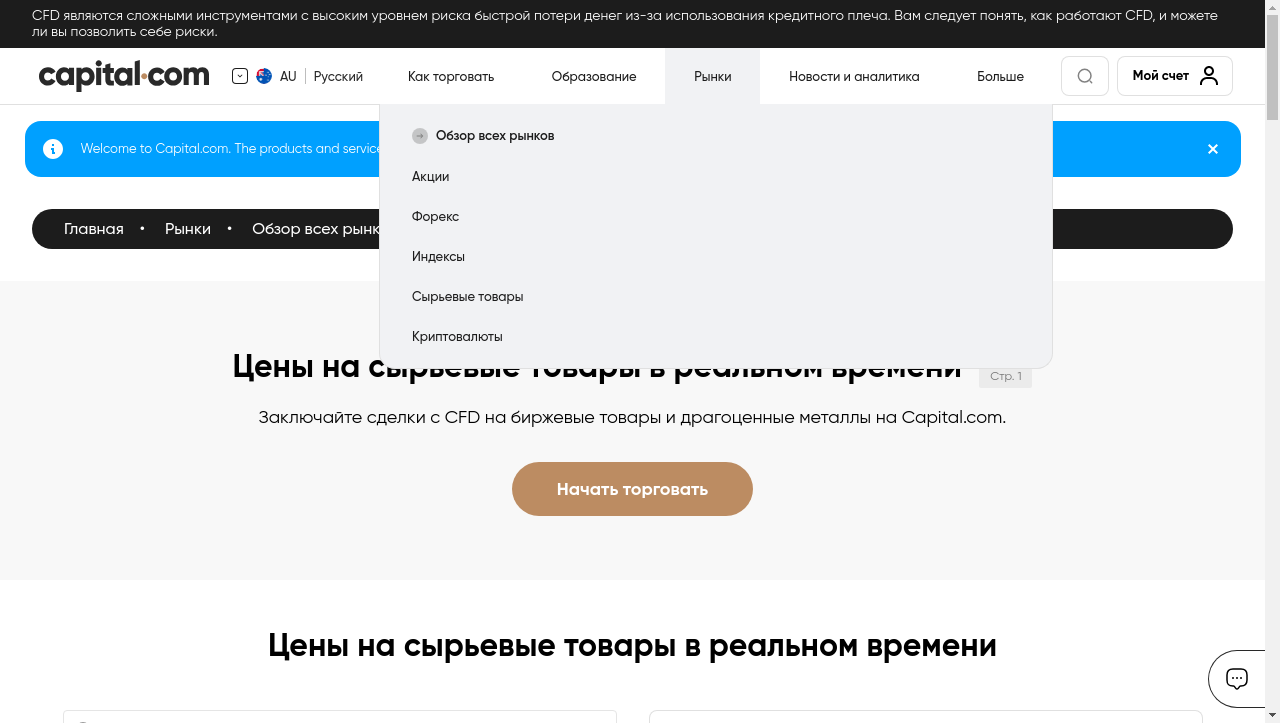 CFD являются сложными инструментами с высоким уровнем риска быстрой потери денег из-за использования кредитного плеча. Вам следует понять, как работают CFD, и можете
ли вы позволить себе риски.
capital.com
AU Русский
Как торговать
Образование
Рынки
Новости и аналитика
Больше
Мой счет
Обзор всех рынков
Welcome to Capital.com. The products and service
Акции
Форекс
Главная • Рынки • Обзор всех рынк
Индексы
Сырьевые товары
Криптовалюты
Цены на сырьевые товары в реальном времени
Стр. 1
Заключайте сделки с CFD на биржевые товары и драгоценные металлы на Capital.com.
Начать торговать
Цены на сырьевые товары в реальном времени